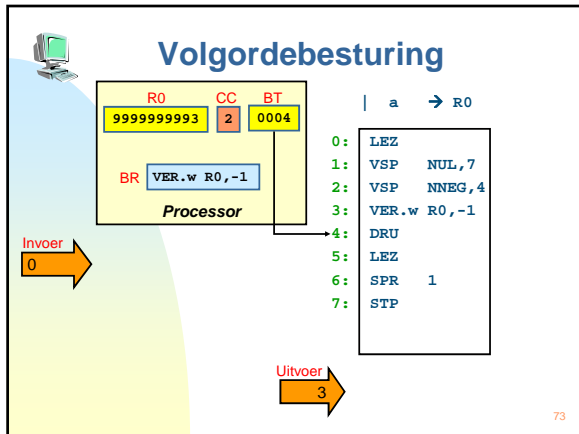 Volgordebesturing
R0 CC BT
9999999993 2 0004
BR VER.w R0,-1
Processor
| a → R0
0: LEZ
1: VSP NUL,7
2: VSP NNEG,4
3: VER.w R0,-1
4: DRU
5: LEZ
6: SPR 1
7: STP
Invoer
0
Uitvoer
3
73